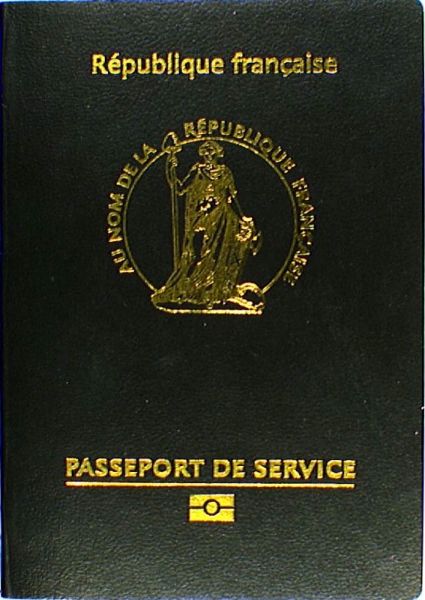 République française
AU NOM DE LA RÉPUBLIQUE FRANÇAISE
PASSEPORT DE SERVICE